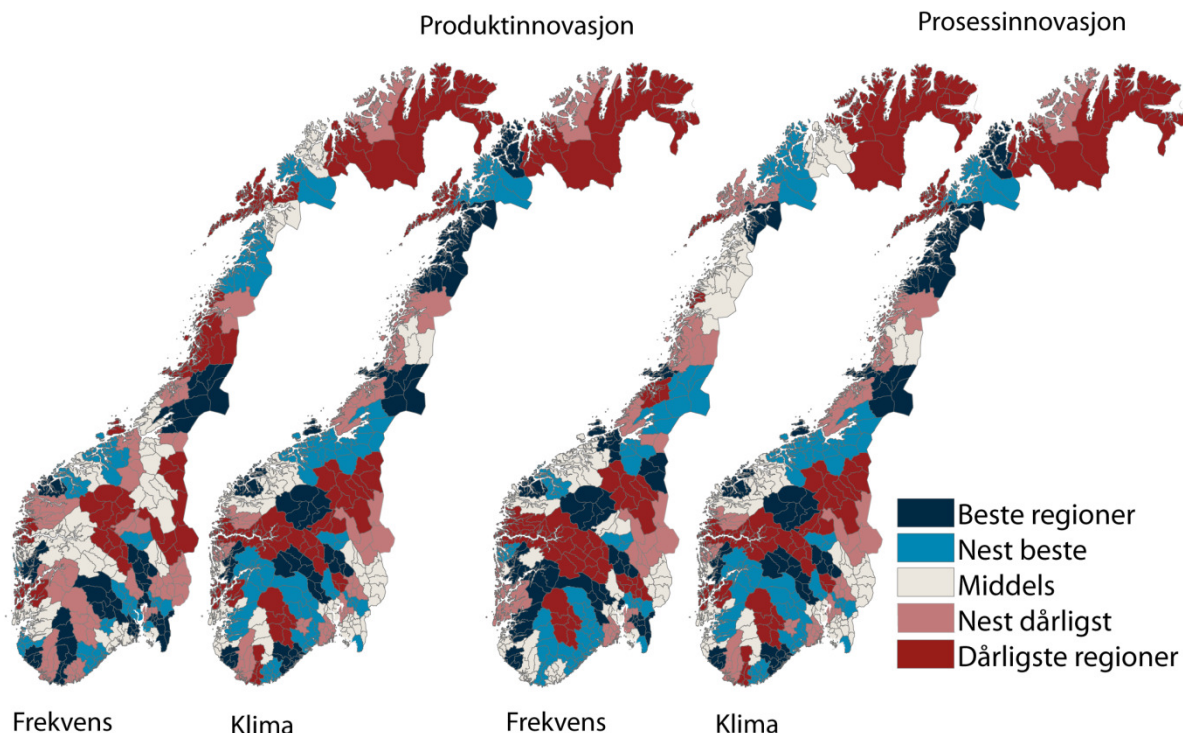 Produktinnovasjon
Prosessinnovasjon
Beste regioner
Nest beste
Middels
Nest dårligst
Dårligste regioner
Frekvens
Klima
Frekvens
Klima